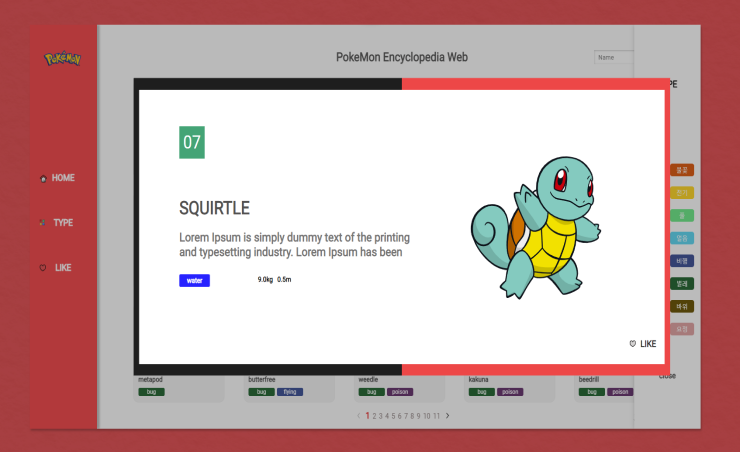 Pokémon
PokeMon Encyclopedia Web
Name
PE
HOME
TYPE
LIKE
07
SQUIRTLE
Lorem Ipsum is simply dummy text of the printing
and typesetting industry. Lorem Ipsum has been
water
9.0kg 0.5m
LIKE
불꽃
전기
풀
얼음
비행
벌레
바위
요정
Close
metapod
bug
butterfree
bug flying
weedle
bug poison
kakuna
bug poison
beedrill
bug poison
< 1 2 3 4 5 6 7 8 9 10 11 >